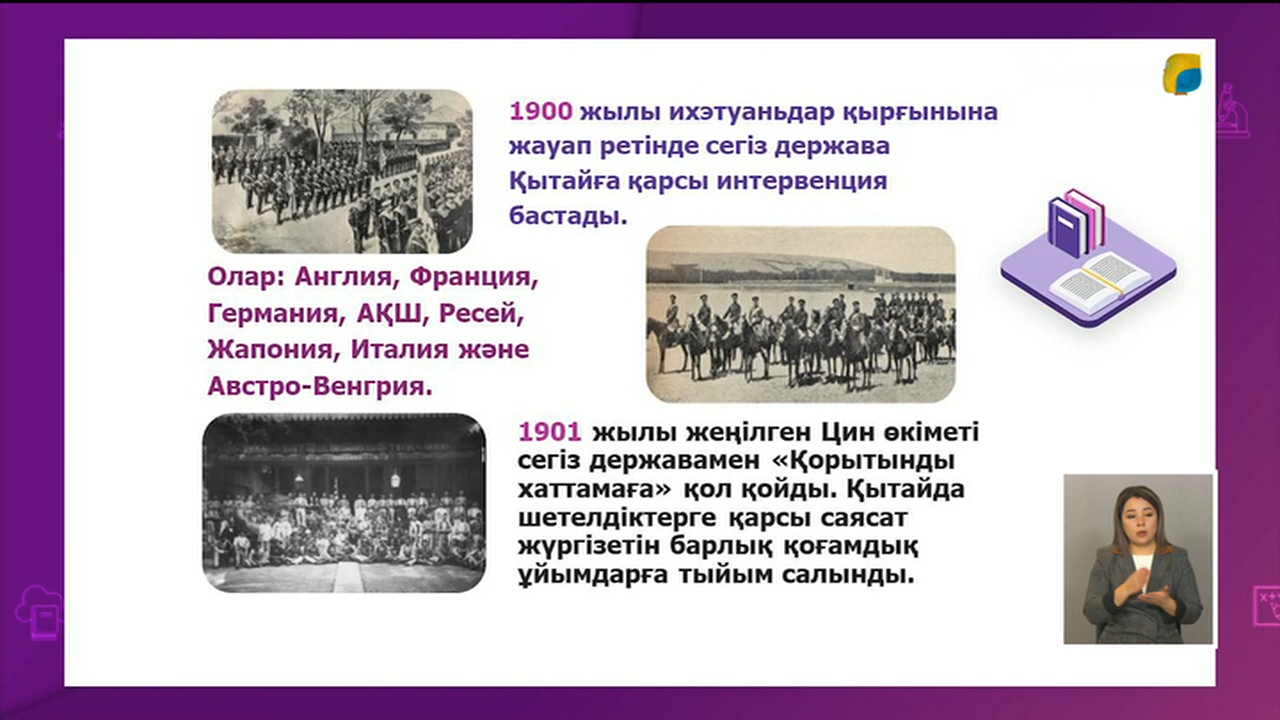 1900 жылы ихэтуаньдар қырғынына
жауап ретінде сегіз держава
Қытайға қарсы интервенция
бастады.
Олар: Англия, Франция,
Германия, АҚШ, Ресей,
Жапония, Италия және
Австро-Венгрия.
1901 жылы жеңілген Цин өкіметі
сегіз державамен «Қорытынды
хаттамаға» қол қойды. Қытайда
шетелдіктерге қарсы саясат
жүргізетін барлық қоғамдық
ұйымдарға тыйым салынды.